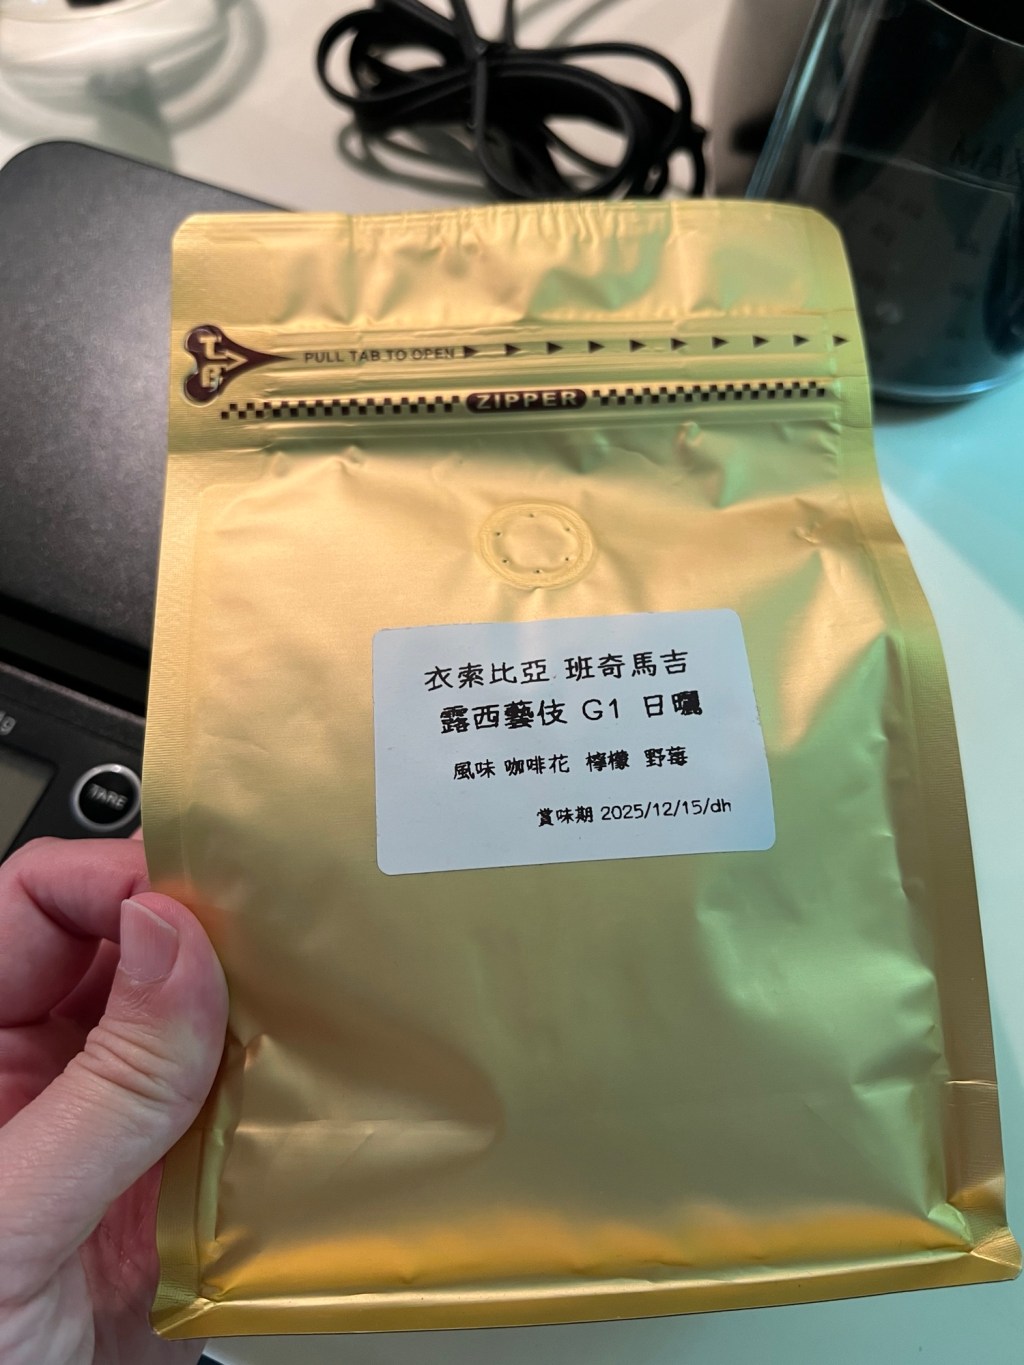 MAX
PULL TAB TO OPEN
ZIPPER
衣索比亞 班奇馬吉
露西藝伎 G1 日曬
風味 咖啡花 檸檬 野莓
賞味期 2025/12/15/dh
g
TARE